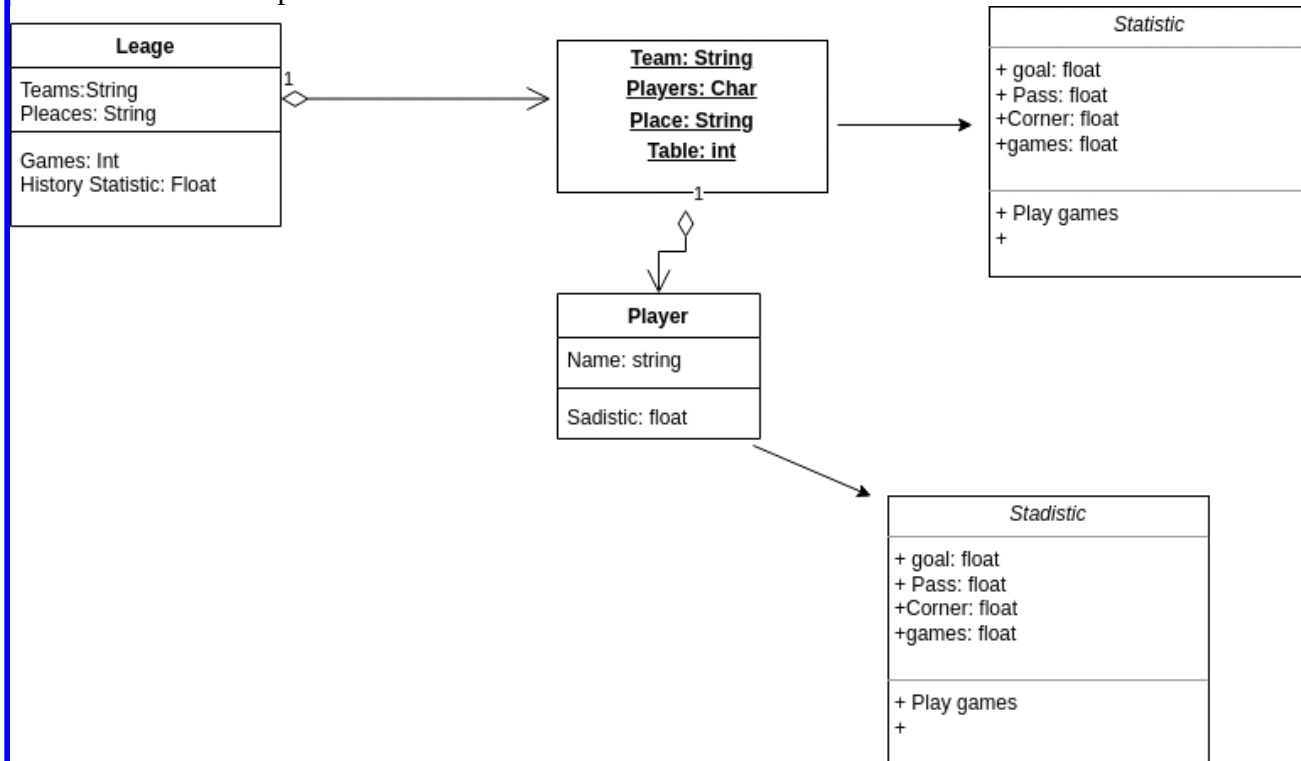 Leage
Teams:String
Pleaces: String
Games: Int
History Statistic: Float
1
Team: String
Players: Char
Place: String
Table: int
1
Statistic
+ goal: float
+ Pass: float
+Corner: float
+games: float
+ Play games
+
Player
Name: string
Sadistic: float
Stadistic
+ goal: float
+ Pass: float
+Corner: float
+games: float
+ Play games
+